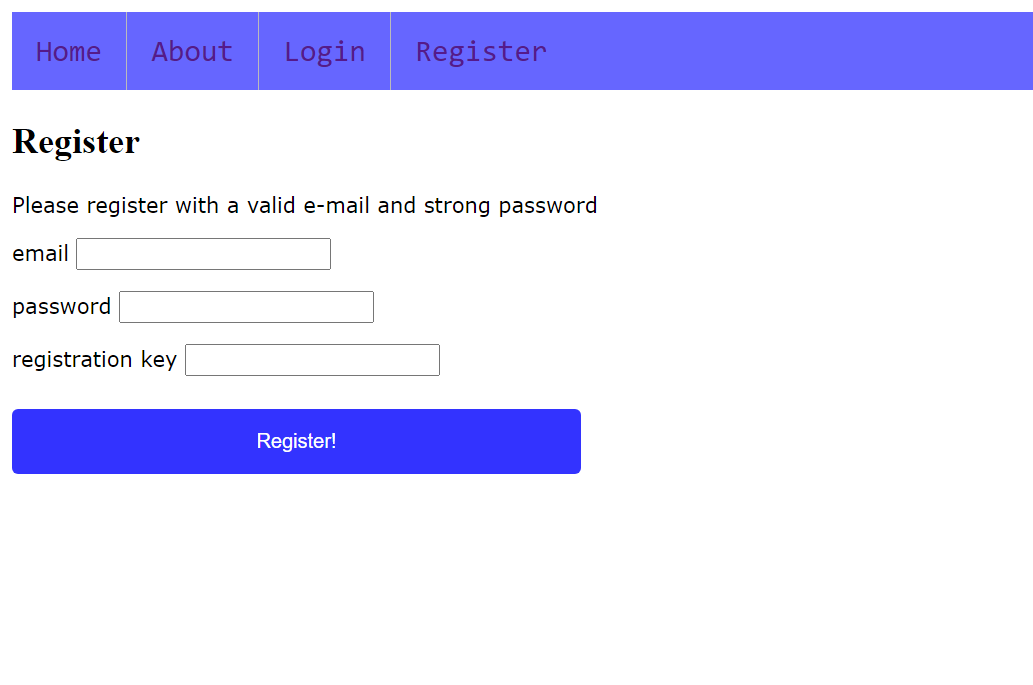 Home About Login Register
Register
Please register with a valid e-mail and strong password
email
password
registration key
Register!